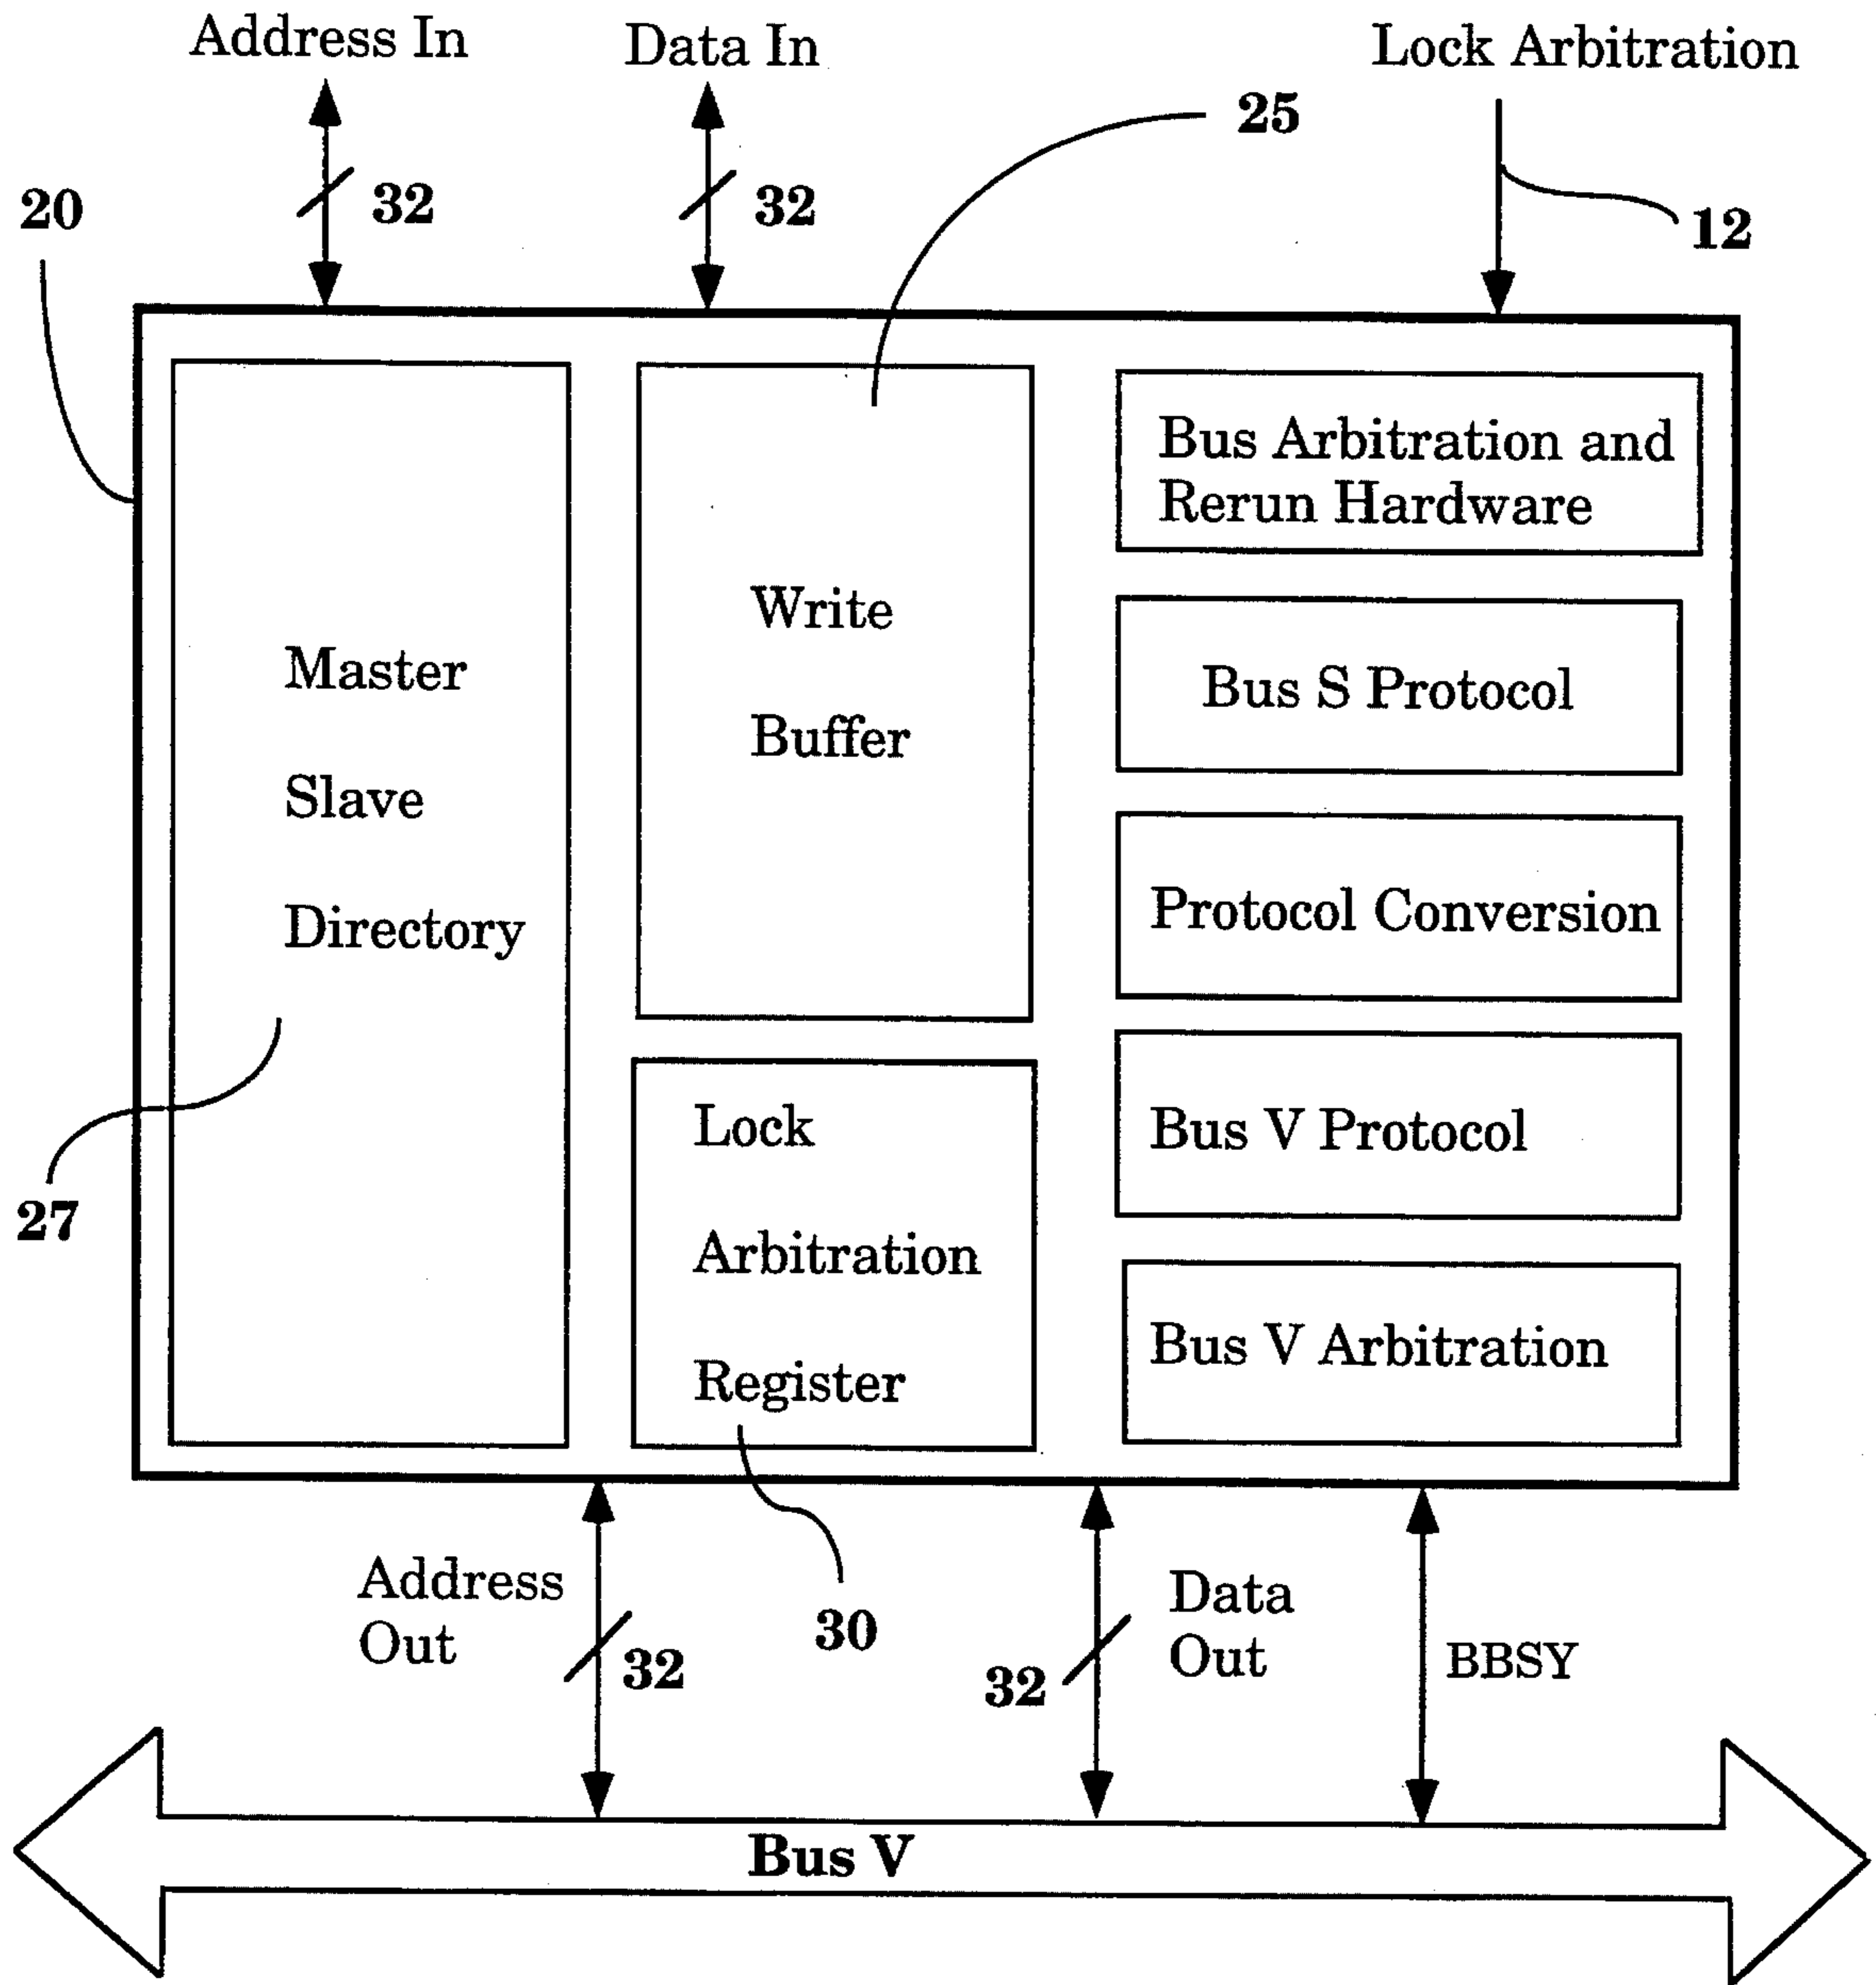 Address In
Data In
Lock Arbitration
25
20
32
32
12
Master
Slave
Directory
Write
Buffer
Bus Arbitration and
Rerun Hardware
Bus S Protocol
Protocol Conversion
Bus V Protocol
Bus V Arbitration
Lock
Arbitration
Register
27
Address
Out
32
30
32
Data
Out
BBSY
Bus V